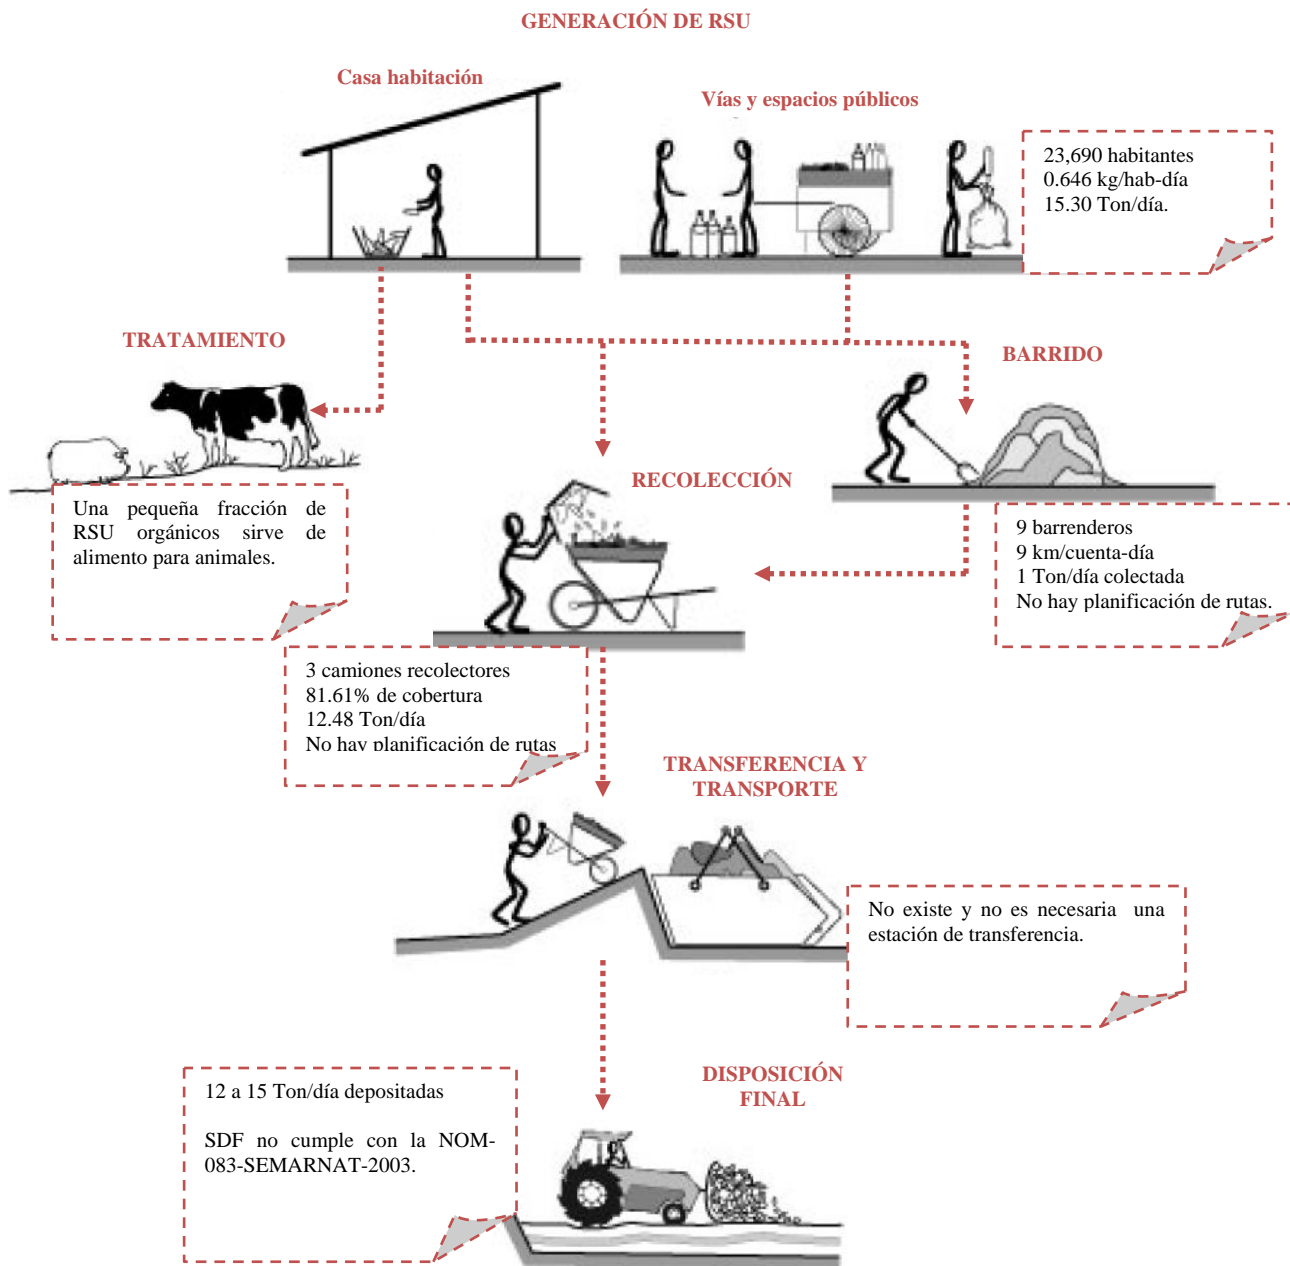 GENERACIÓN DE RSU
Casa habitación
Vías y espacios públicos
23,690 habitantes
0.646 kg/hab-día
15.30 Ton/día.
TRATAMIENTO
BARRIDO
Una pequeña fracción de
RSU orgánicos sirve de
alimento para animales.
RECOLECCIÓN
9 barrenderos
9 km/cuenta-día
1 Ton/día colectada
No hay planificación de rutas.
3 camiones recolectores
81.61% de cobertura
12.48 Ton/día
No hay planificación de rutas
TRANSFERENCIA Y
TRANSPORTE
No existe y no es necesaria una
estación de transferencia.
DISPOSICIÓN
FINAL
12 a 15 Ton/día depositadas
SDF no cumple con la NOM-
083-SEMARNAT-2003.